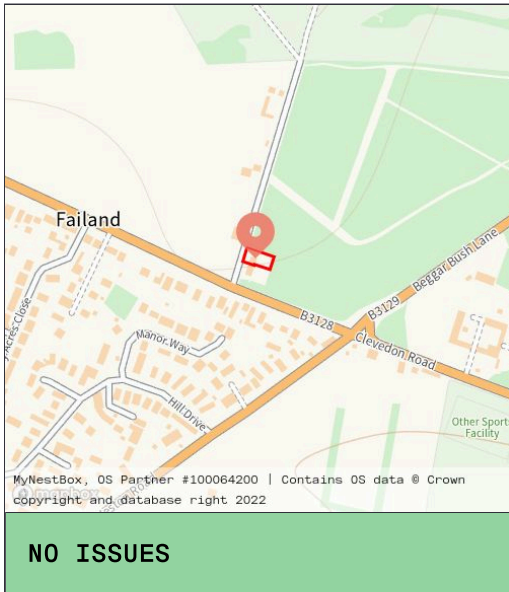 Failand
Beggar Bush Lane
B3129
B3128
Clevedon Road
Acres Close
Manor Way
Hill Drive
Other Sports
Facility
MyNestBox, OS Partner #100064200 | Contains OS data © Crown
mapbox
copyright and database right 2022
NO ISSUES